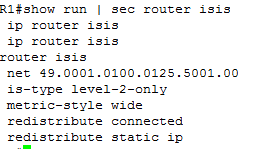 R1#show run | sec router isis
 ip router isis
 ip router isis
router isis
 net 49.0001.0100.0125.5001.00
 is-type level-2-only
 metric-style wide
 redistribute connected
 redistribute static ip